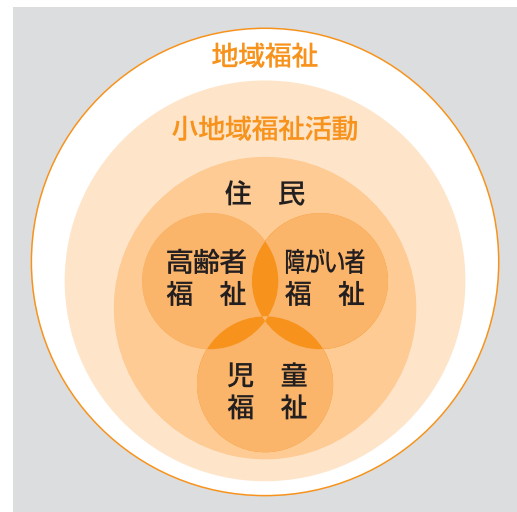 地域福祉
小地域福祉活動
住　民
高齢者
福　祉
障がい者
福　祉
児　童
福　祉